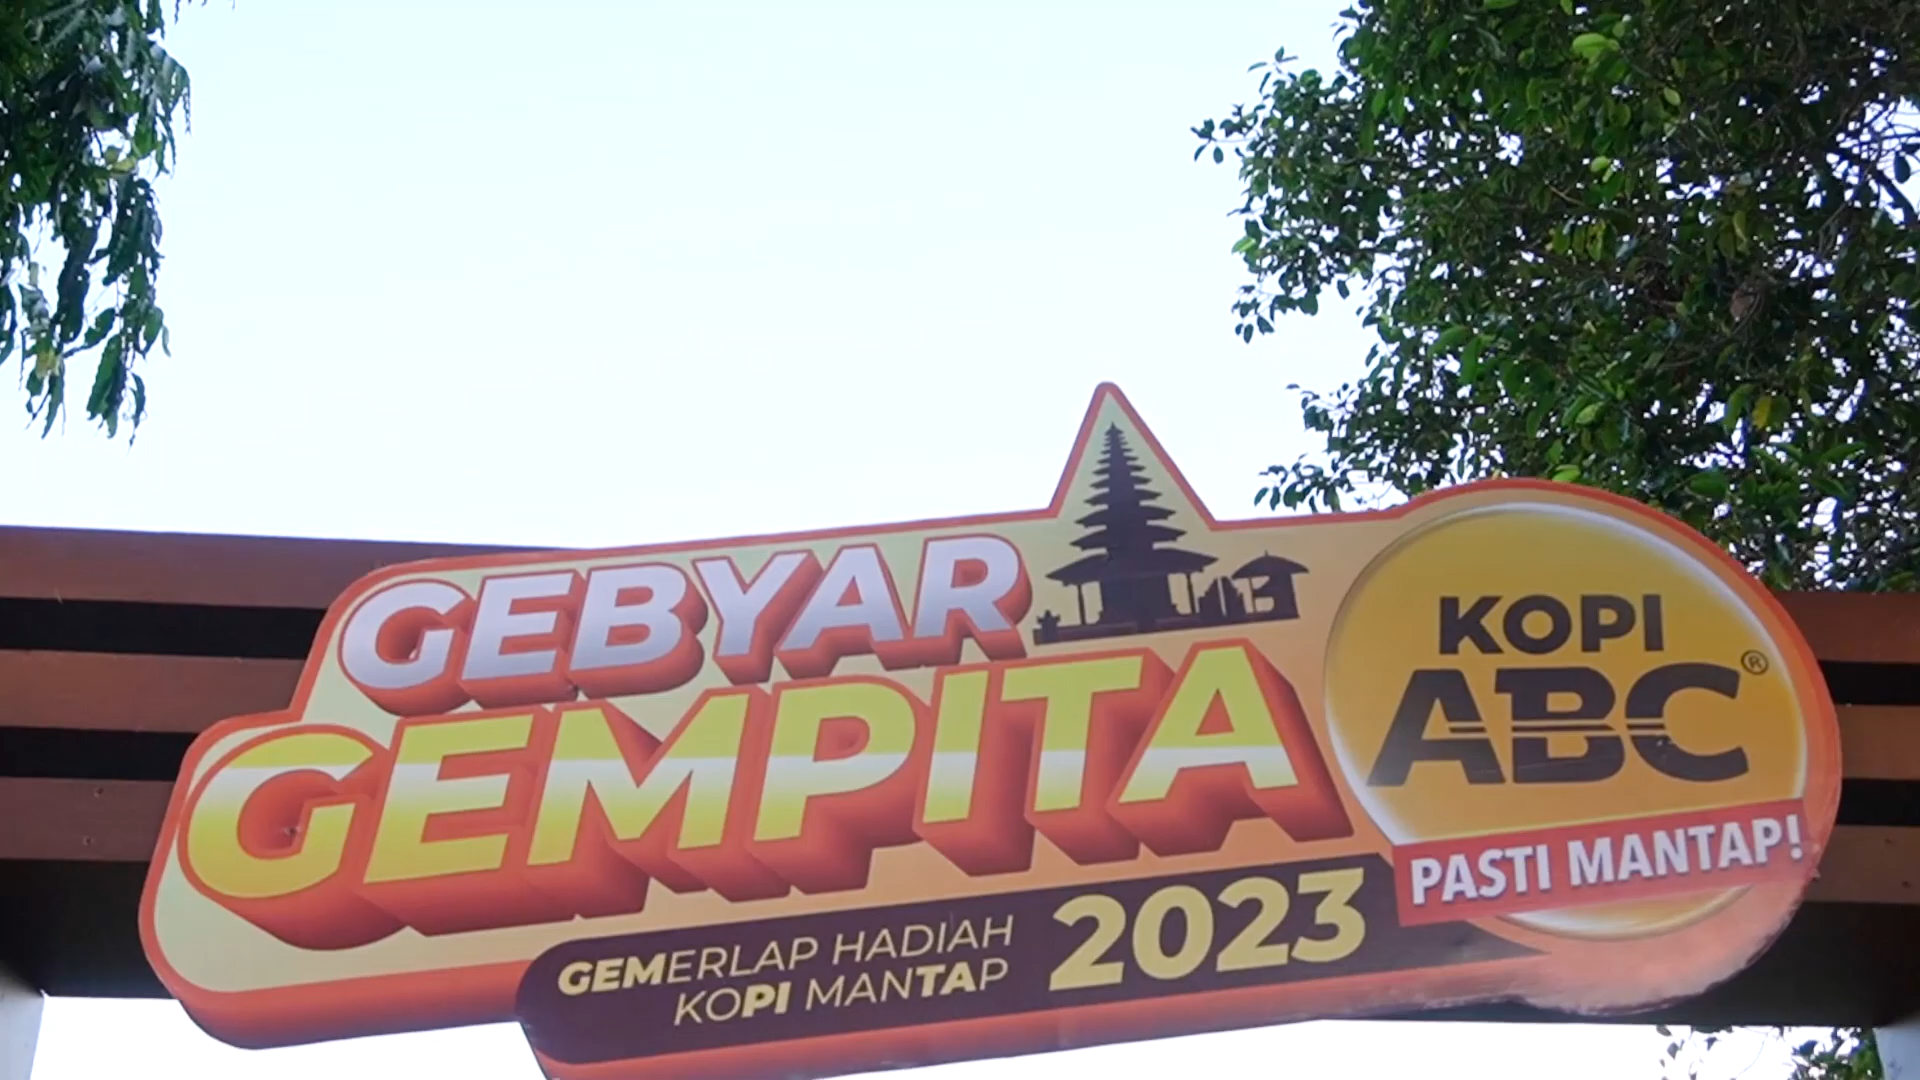 GEBYAR
GEMPITA
GEMERLAP HADIAH
KOPI MANTAP
2023
KOPI
ABC®
PASTI MANTAP!